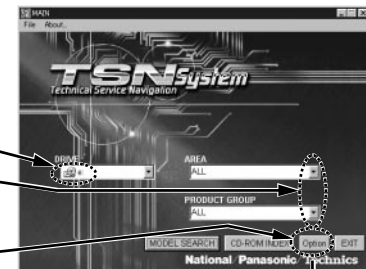 MAIN
File About..
TSN System
Technical Service Navigation
DRIVE
AREA
ALL
PRODUCT GROUP
ALL
MODEL SEARCH CD-ROM INDEX Option EXIT
National/Panasonic Technics